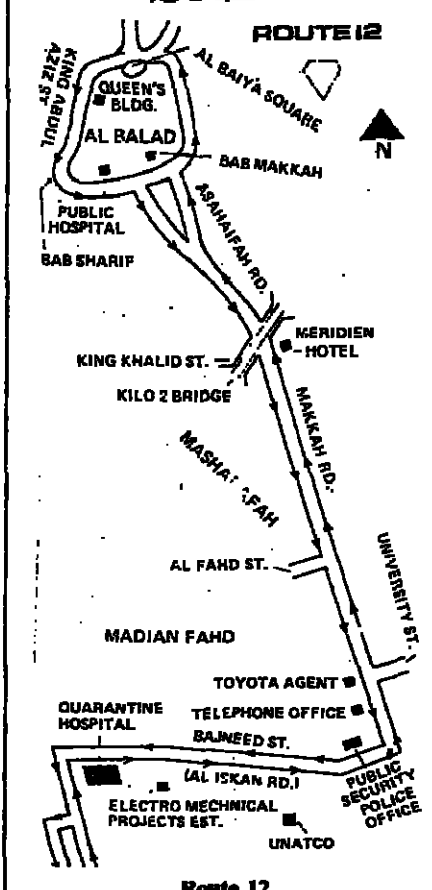 ROUTE 12
KING ABDUL
AZIZ ST
AL BAIY'A SQUARE
QUEEN'S
BLDG.
AL BALAD
N
BAB MAKKAH
PUBLIC
HOSPITAL
BAB SHARIF
ASAHAIFAH RD.
MERIDIEN
HOTEL
KING KHALID ST.
KILO 2 BRIDGE
MAKKAH RD.
AL FAHD ST.
UNIVERSITY ST.
MADIAN FAHD
TOYOTA AGENT
TELEPHONE OFFICE
QUARANTINE
HOSPITAL
BAJNEED ST.
(AL ISKAN RD.)
PUBLIC
SECURITY
POLICE
OFFICE
ELECTRO MECHNICAL
PROJECTS EST.
UNATCO
Route 12